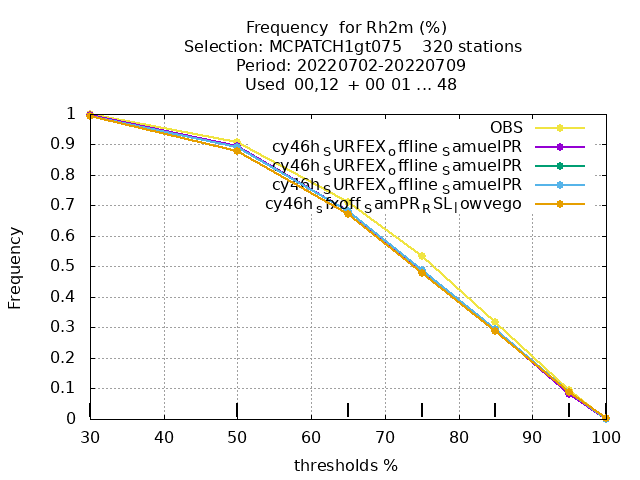 Frequency  for Rh2m (%)
Selection: MCPATCH1gt075    320 stations
Period: 20220702-20220709
Used  00,12  + 00 01 ... 48
OBS
cy46h_SURFEX_offline_SamuelPR
cy46h_SURFEX_offline_SamuelPR
cy46h_SURFEX_offline_SamuelPR
cy46h_sfxoff_SamPR_RSL_lowvego
Frequency
1
0.9
0.8
0.7
0.6
0.5
0.4
0.3
0.2
0.1
0
30 40 50 60 70 80 90 100
thresholds %